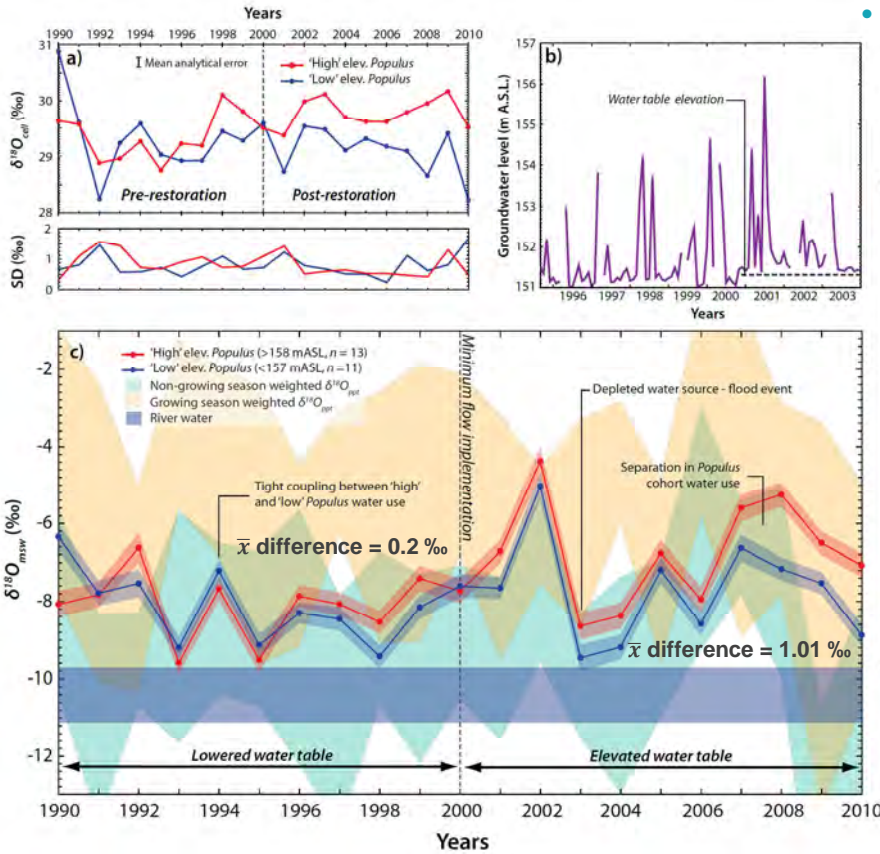 Years
1990 1992 1994 1996 1998 2000 2002 2004 2006 2008 2010
a)
Mean analytical error
'High' elev. Populus
'Low' elev. Populus
31
30
29
28
δ¹⁸O_cell (‰)
Pre-restoration
Post-restoration
SD (‰)
2
1
0
b)
Water table elevation
Groundwater level (m A.S.L.)
157
156
155
154
153
152
151
1996 1997 1998 1999 2000 2001 2002 2003
Years
c)
'High' elev. Populus (>158 mASL, n = 13)
'Low' elev. Populus (<157 mASL, n =11)
Non-growing season weighted δ¹⁸O_ppt
Growing season weighted δ¹⁸O_ppt
River water
Minimum flow implementation
Depleted water source - flood event
Tight coupling between 'high'
and 'low' Populus water use
Separation in Populus
cohort water use
x̅ difference = 0.2 ‰
x̅ difference = 1.01 ‰
δ¹⁸O_msw (‰)
-2
-4
-6
-8
-10
-12
Lowered water table
Elevated water table
1990 1992 1994 1996 1998 2000 2002 2004 2006 2008 2010
Years